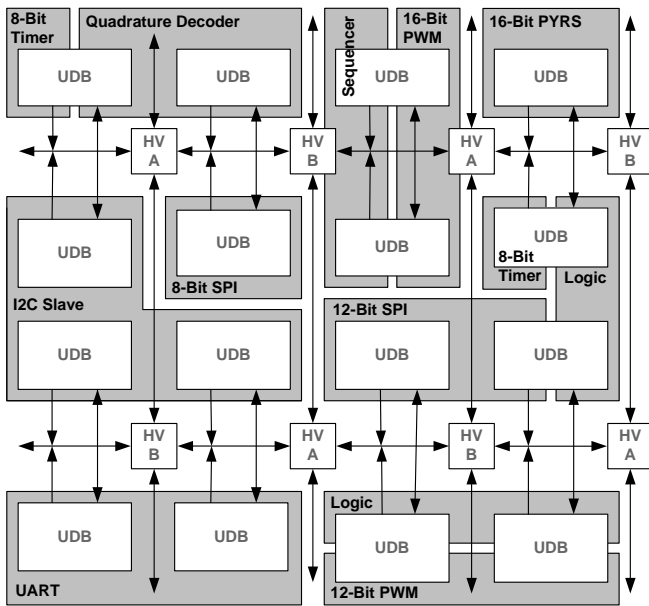 8-Bit
Timer
Quadrature Decoder
Sequencer
16-Bit
PWM
16-Bit PYRS
UDB
UDB
UDB
UDB
HV
A
HV
B
HV
A
HV
B
UDB
UDB
UDB
UDB
8-Bit SPI
8-Bit
Timer
Logic
I2C Slave
12-Bit SPI
UDB
UDB
UDB
UDB
HV
B
HV
A
HV
B
HV
A
Logic
UDB
UDB
UDB
UDB
UART
12-Bit PWM